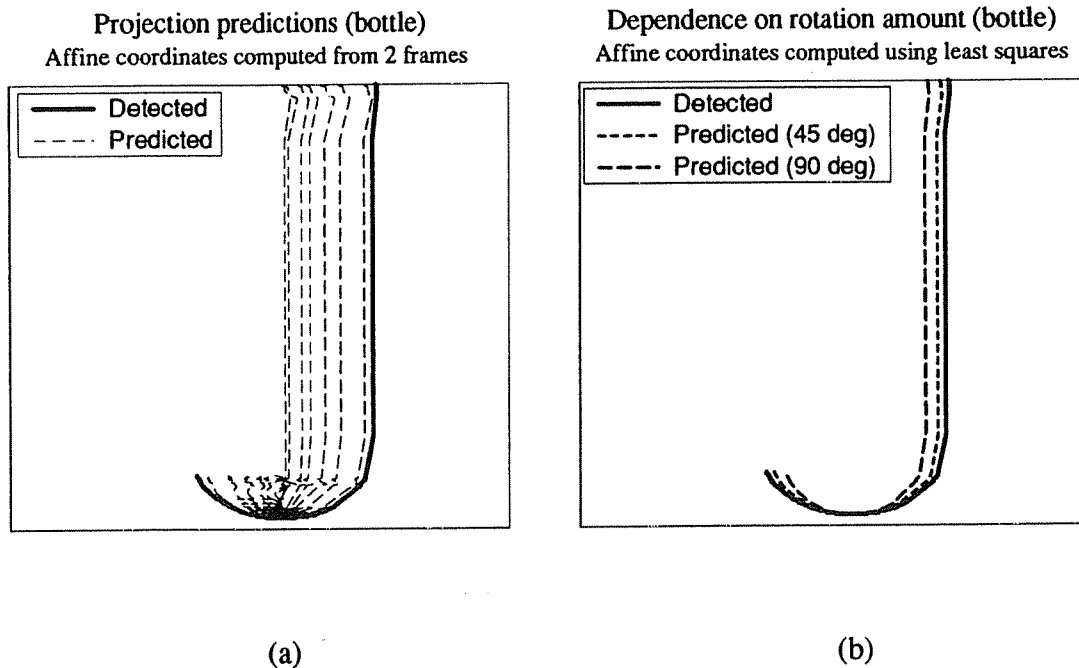 Projection predictions (bottle)
Affine coordinates computed from 2 frames
Detected
Predicted
(a)
Dependence on rotation amount (bottle)
Affine coordinates computed using least squares
Detected
Predicted (45 deg)
Predicted (90 deg)
(b)